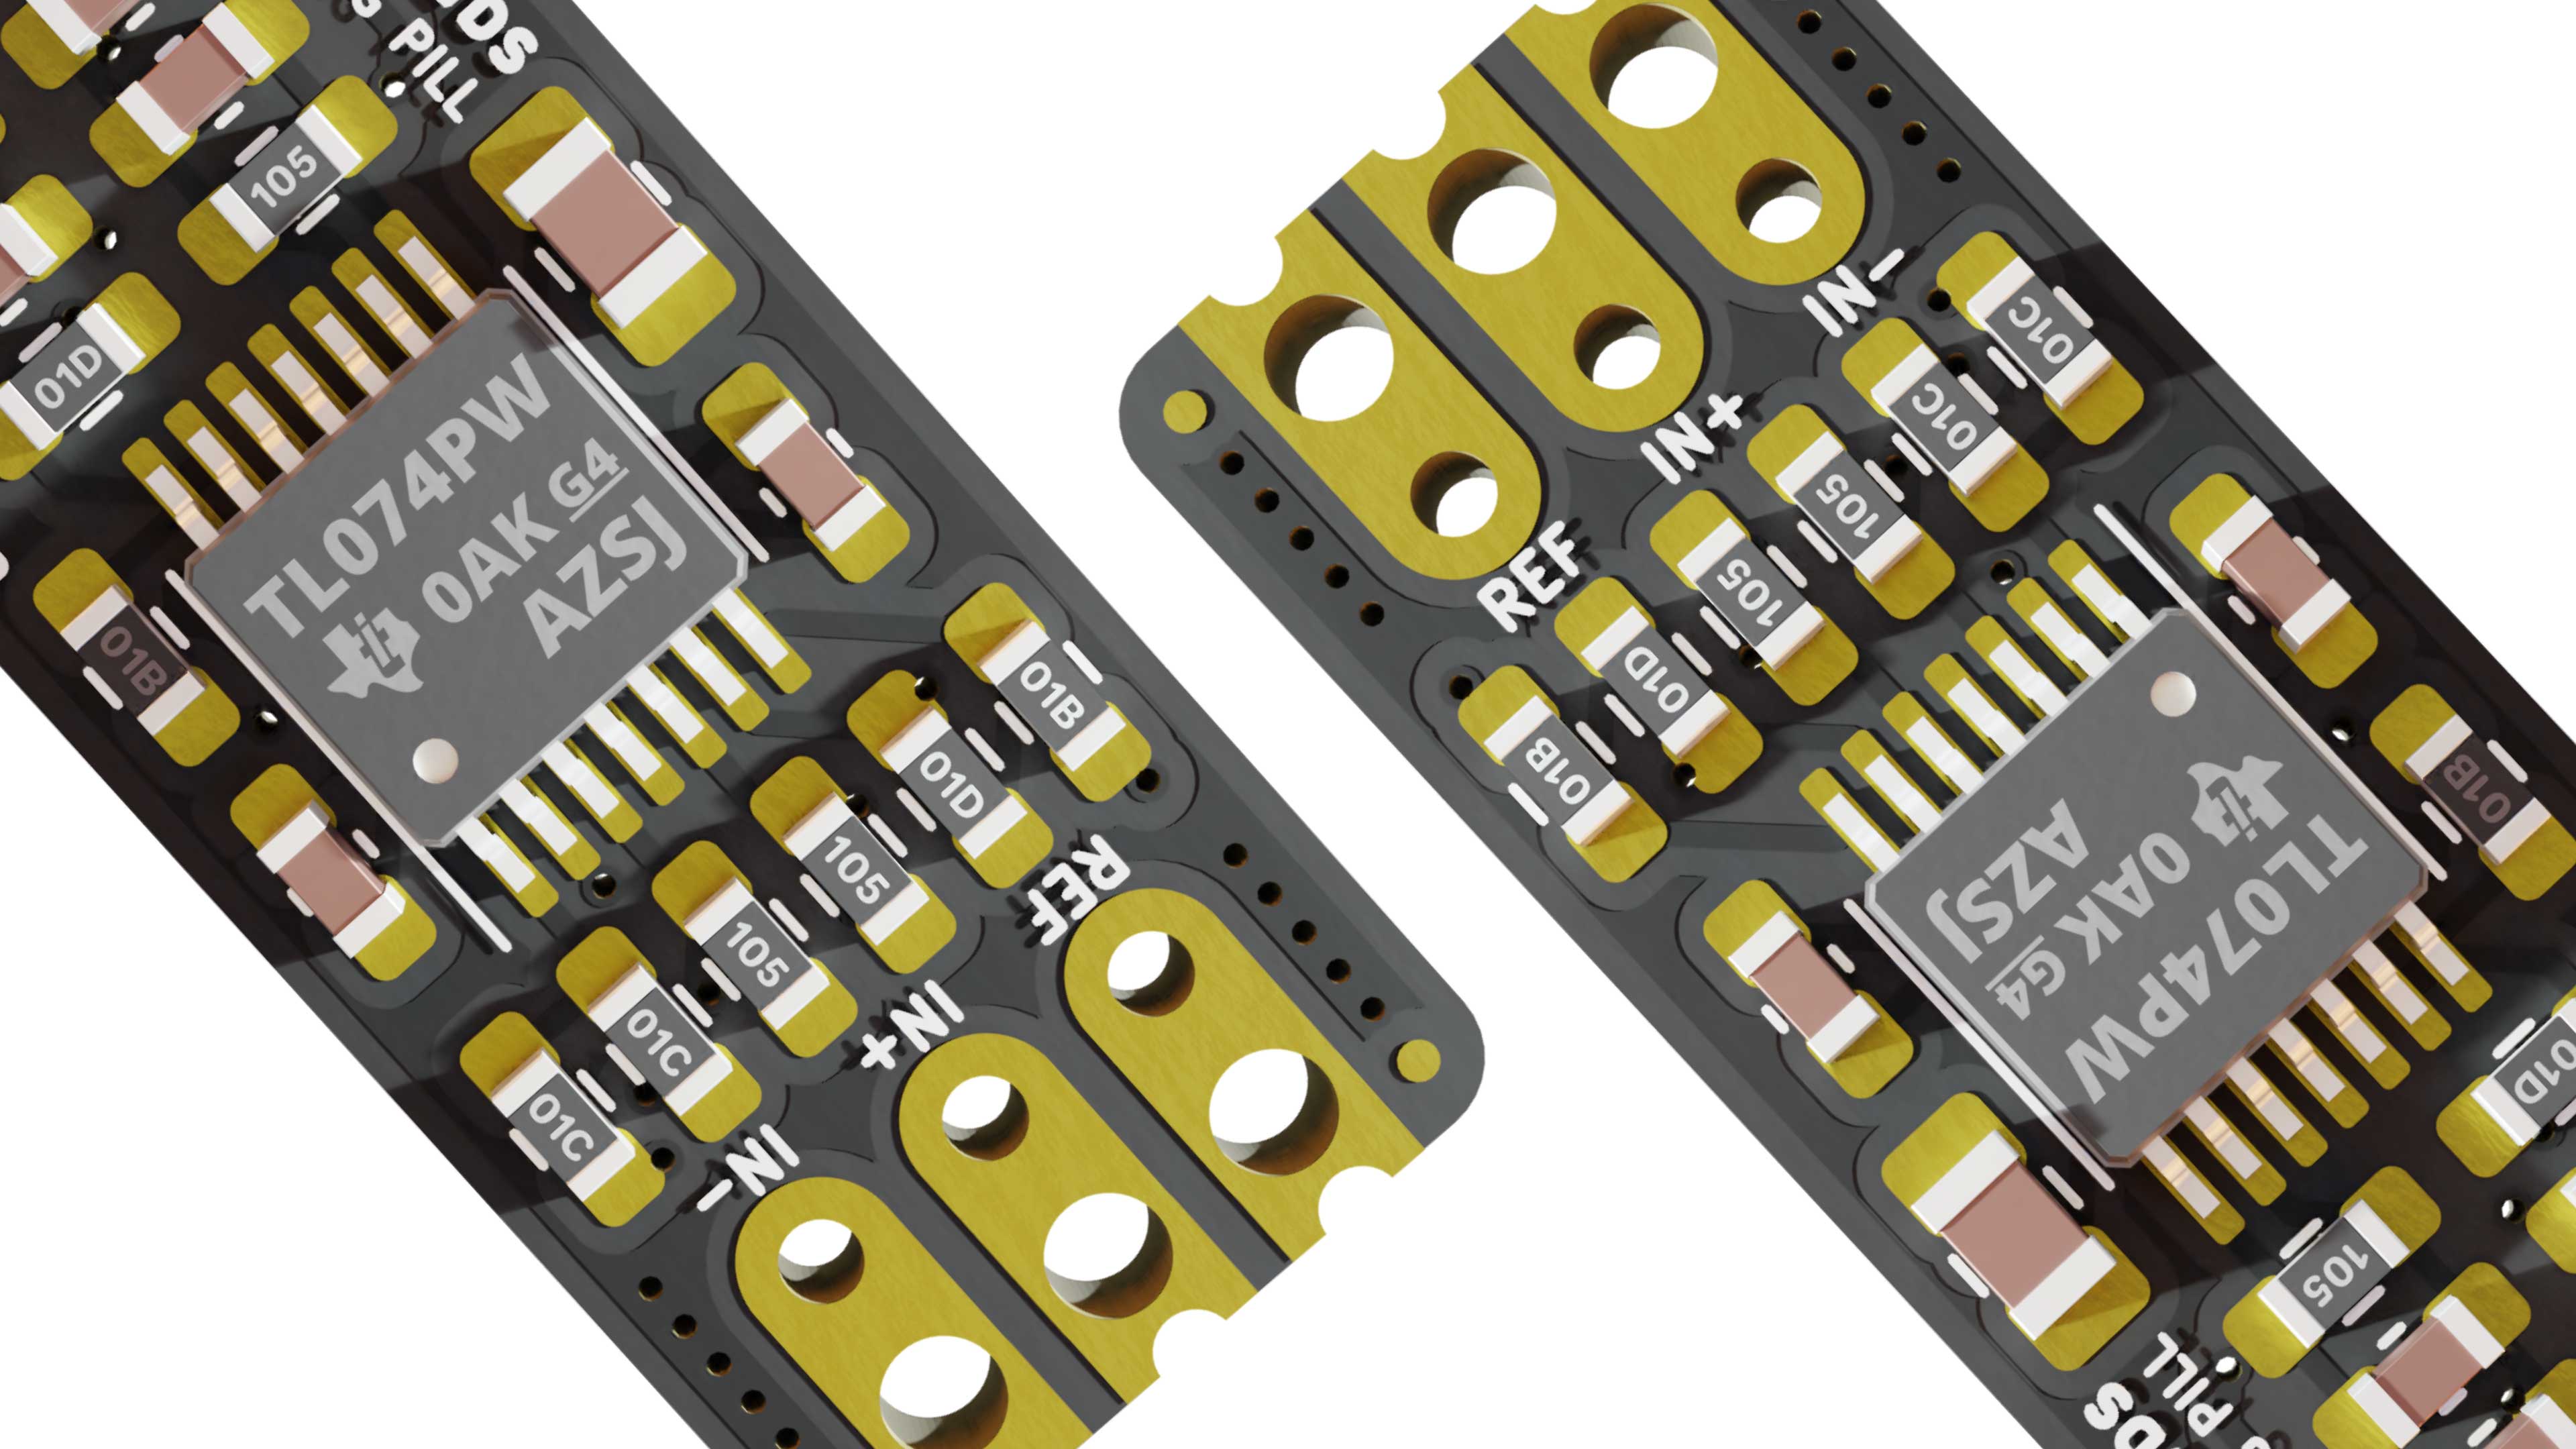 DS
PILL
105
01D
TL074PW
0AK G4
AZSJ
01B
01B
01D
105
105
01C
01C
REF
IN+
IN-
IN-
IN+
REF
01C
01C
105
105
01D
01B
TL074PW
0AK G4
AZSJ
01B
01D
105
PILL
DS